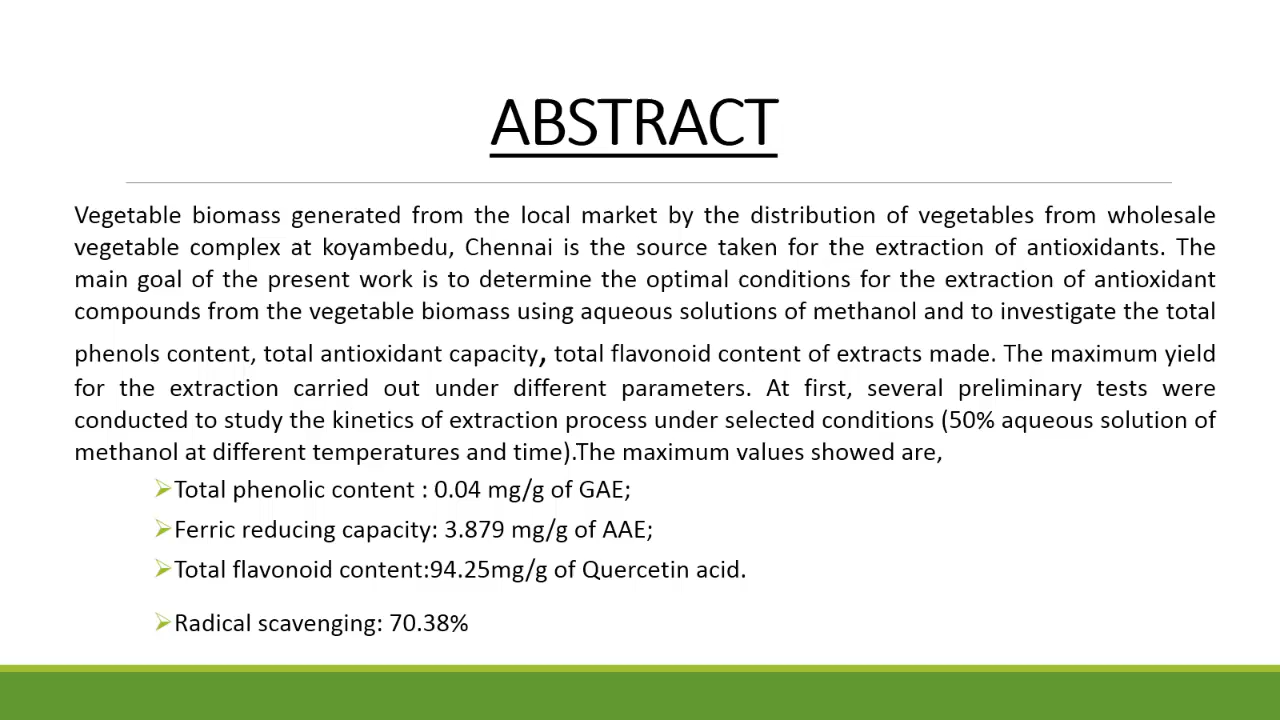 ABSTRACT
Vegetable biomass generated from the local market by the distribution of vegetables from wholesale
vegetable complex at koyambedu, Chennai is the source taken for the extraction of antioxidants. The
main goal of the present work is to determine the optimal conditions for the extraction of antioxidant
compounds from the vegetable biomass using aqueous solutions of methanol and to investigate the total
phenols content, total antioxidant capacity, total flavonoid content of extracts made. The maximum yield
for the extraction carried out under different parameters. At first, several preliminary tests were
conducted to study the kinetics of extraction process under selected conditions (50% aqueous solution of
methanol at different temperatures and time).The maximum values showed are,
➢Total phenolic content : 0.04 mg/g of GAE;
➢Ferric reducing capacity: 3.879 mg/g of AAE;
➢Total flavonoid content:94.25mg/g of Quercetin acid.
➢Radical scavenging: 70.38%